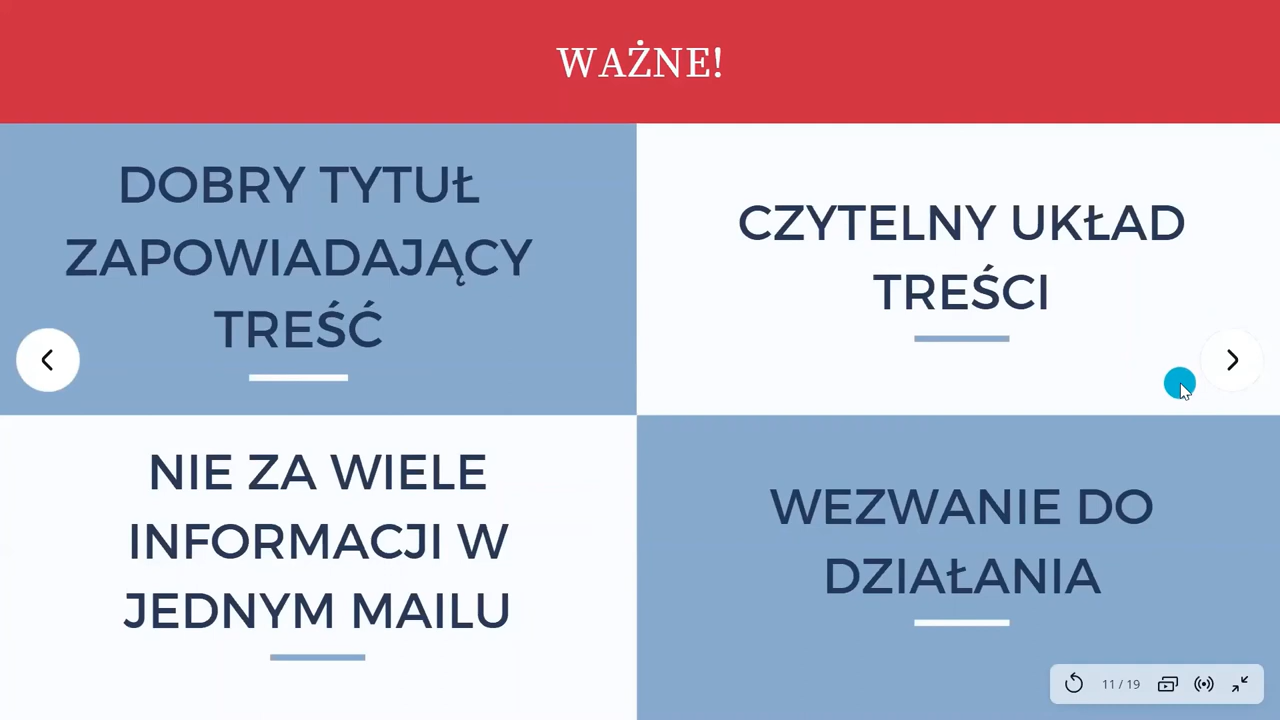 WAŻNE!
DOBRY TYTUŁ
ZAPOWIADAJĄCY
TREŚĆ
CZYTELNY UKŁAD
TREŚCI
NIE ZA WIELE
INFORMACJI W
JEDNYM MAILU
WEZWANIE DO
DZIAŁANIA
11 / 19